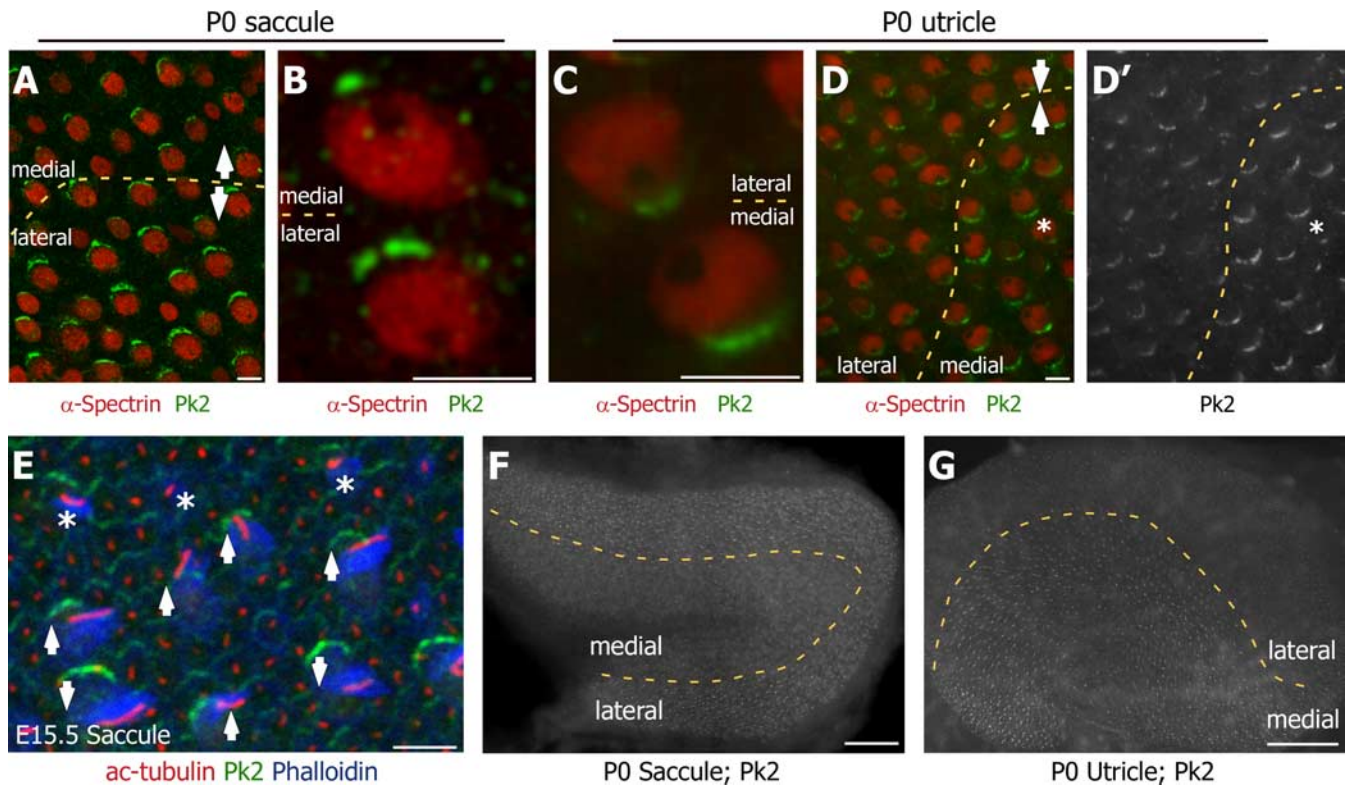 P0 saccule
P0 utricle
A
medial
lateral
B
medial
lateral
C
lateral
medial
D
lateral
medial
*
D'
*
α-Spectrin Pk2
α-Spectrin Pk2
α-Spectrin Pk2
α-Spectrin Pk2
Pk2
E
*
*
*
E15.5 Saccule
F
medial
lateral
G
lateral
medial
ac-tubulin Pk2 Phalloidin
P0 Saccule; Pk2
P0 Utricle; Pk2